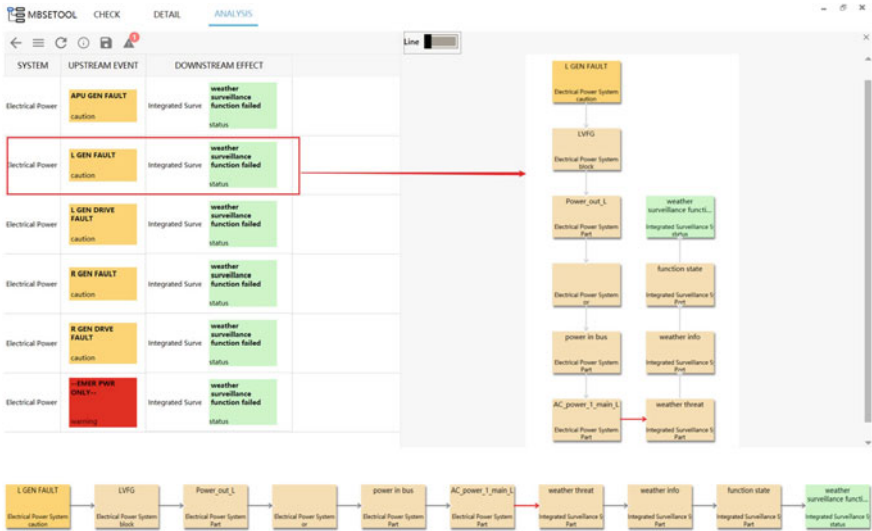 MBSETOOL CHECK DETAIL ANALYSIS
Line
SYSTEM UPSTREAM EVENT DOWNSTREAM EFFECT
Electrical Power
APU GEN FAULT
caution
Integrated Surve
weather
surveillance
function failed
status
Electrical Power
L GEN FAULT
caution
Integrated Surve
weather
surveillance
function failed
status
Electrical Power
L GEN DRIVE
FAULT
caution
Integrated Surve
weather
surveillance
function failed
status
Electrical Power
R GEN FAULT
caution
Integrated Surve
weather
surveillance
function failed
status
Electrical Power
R GEN DRVE
FAULT
caution
Integrated Surve
weather
surveillance
function failed
status
Electrical Power
--EMER PWR
ONLY--
warning
Integrated Surve
weather
surveillance
function failed
status
L GEN FAULT
Electrical Power System
caution
LVFG
Electrical Power System
block
Power_out_L
Electrical Power System
Part
weather
surveillance functi...
Integrated Surveillance S
status
Electrical Power System
or
function state
Integrated Surveillance S
Port
power in bus
Electrical Power System
Part
weather info
Integrated Surveillance S
Port
AC_power_1_main_L
Electrical Power System
Part
weather threat
Integrated Surveillance S
Part
L GEN FAULT
Electrical Power System
caution
LVFG
Electrical Power System
block
Power_out_L
Electrical Power System
Part
Electrical Power System
or
power in bus
Electrical Power System
Part
AC_power_1_main_L
Electrical Power System
Part
weather threat
Integrated Surveillance S
Part
weather info
Integrated Surveillance S
Port
function state
Integrated Surveillance S
Port
weather
surveillance functi...
Integrated Surveillance S
status